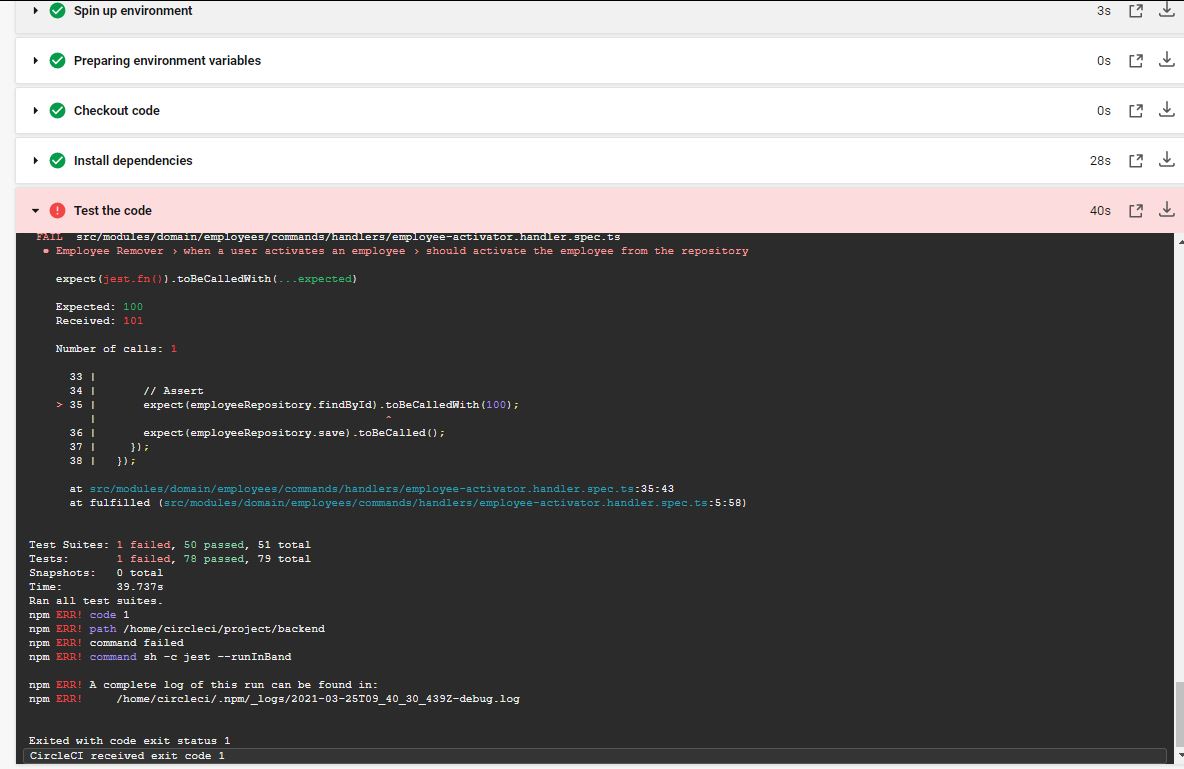 Spin up environment 3s
Preparing environment variables 0s
Checkout code 0s
Install dependencies 28s
Test the code 40s
FAIL src/modules/domain/employees/commands/handlers/employee-activator.handler.spec.ts
● Employee Remover › when a user activates an employee › should activate the employee from the repository
expect(jest.fn()).toBeCalledWith(...expected)
Expected: 100
Received: 101
Number of calls: 1
33 |
34 | // Assert
> 35 | expect(employeeRepository.findById).toBeCalledWith(100);
| ^
36 | expect(employeeRepository.save).toBeCalled();
37 | });
38 | });
at src/modules/domain/employees/commands/handlers/employee-activator.handler.spec.ts:35:43
at fulfilled (src/modules/domain/employees/commands/handlers/employee-activator.handler.spec.ts:5:58)
Test Suites: 1 failed, 50 passed, 51 total
Tests: 1 failed, 78 passed, 79 total
Snapshots: 0 total
Time: 39.737s
Ran all test suites.
npm ERR! code 1
npm ERR! path /home/circleci/project/backend
npm ERR! command failed
npm ERR! command sh -c jest --runInBand
npm ERR! A complete log of this run can be found in:
npm ERR! /home/circleci/.npm/_logs/2021-03-25T09_40_30_439Z-debug.log
Exited with code exit status 1
CircleCI received exit code 1